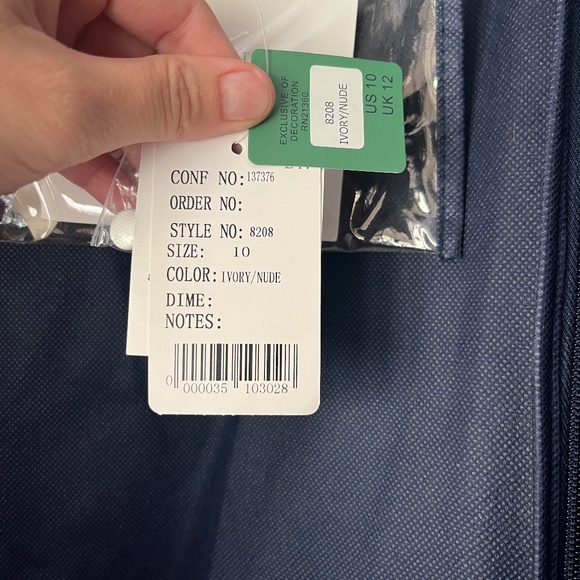 EXCLUSIVE OF
DECORATION
RN21360
8208
IVORY/NUDE
US 10
UK 12
CONF NO: 137376
ORDER NO:
STYLE NO: 8208
SIZE: 10
COLOR: IVORY/NUDE
DIME:
NOTES:
0 000035 103028